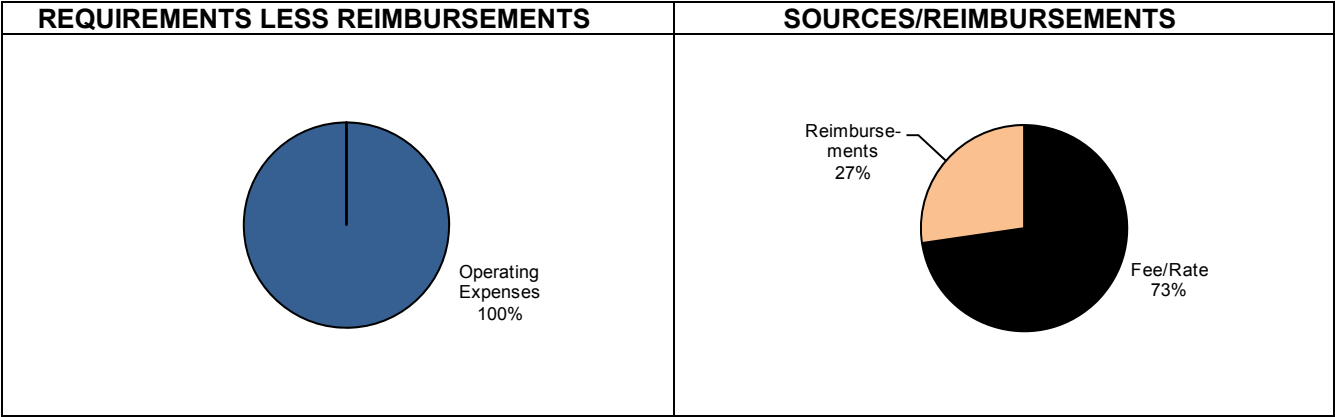 REQUIREMENTS LESS REIMBURSEMENTS
SOURCES/REIMBURSEMENTS
Operating
Expenses
100%
Reimburse-
ments
27%
Fee/Rate
73%